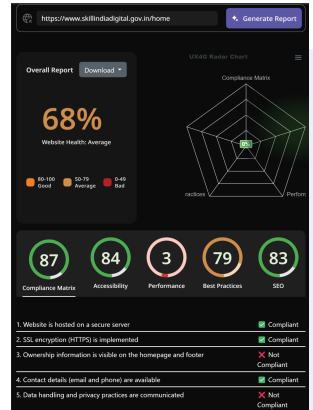 https://www.skillindiadigital.gov.in/home
Generate Report
Overall Report
Download
68%
Website Health: Average
80-100
Good
50-79
Average
0-49
Bad
UX4G Radar Chart
Compliance Matrix
0%
ractices
Perform
87
84
3
79
83
Compliance Matrix
Accessibility
Performance
Best Practices
SEO
1. Website is hosted on a secure server
Compliant
2. SSL encryption (HTTPS) is implemented
Compliant
3. Ownership information is visible on the homepage and footer
Not
Compliant
4. Contact details (email and phone) are available
Compliant
5. Data handling and privacy practices are communicated
Not
Compliant